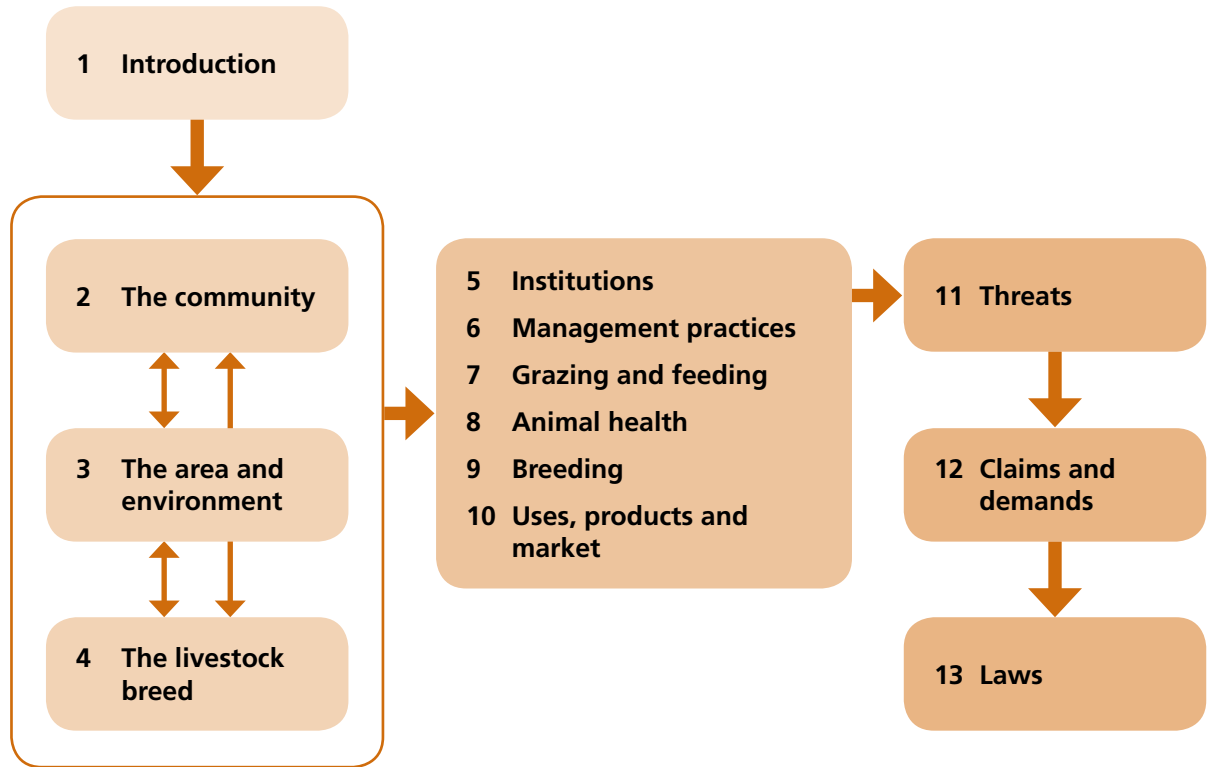 1 Introduction
2 The community
3 The area and
environment
4 The livestock
breed
5 Institutions
6 Management practices
7 Grazing and feeding
8 Animal health
9 Breeding
10 Uses, products and
market
11 Threats
12 Claims and
demands
13 Laws